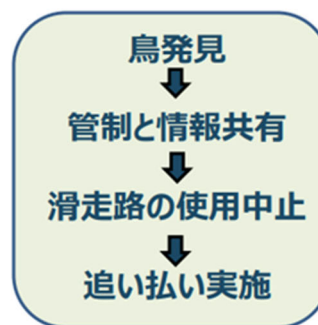 鳥発見
管制と情報共有
滑走路の使用中止
追い払い実施